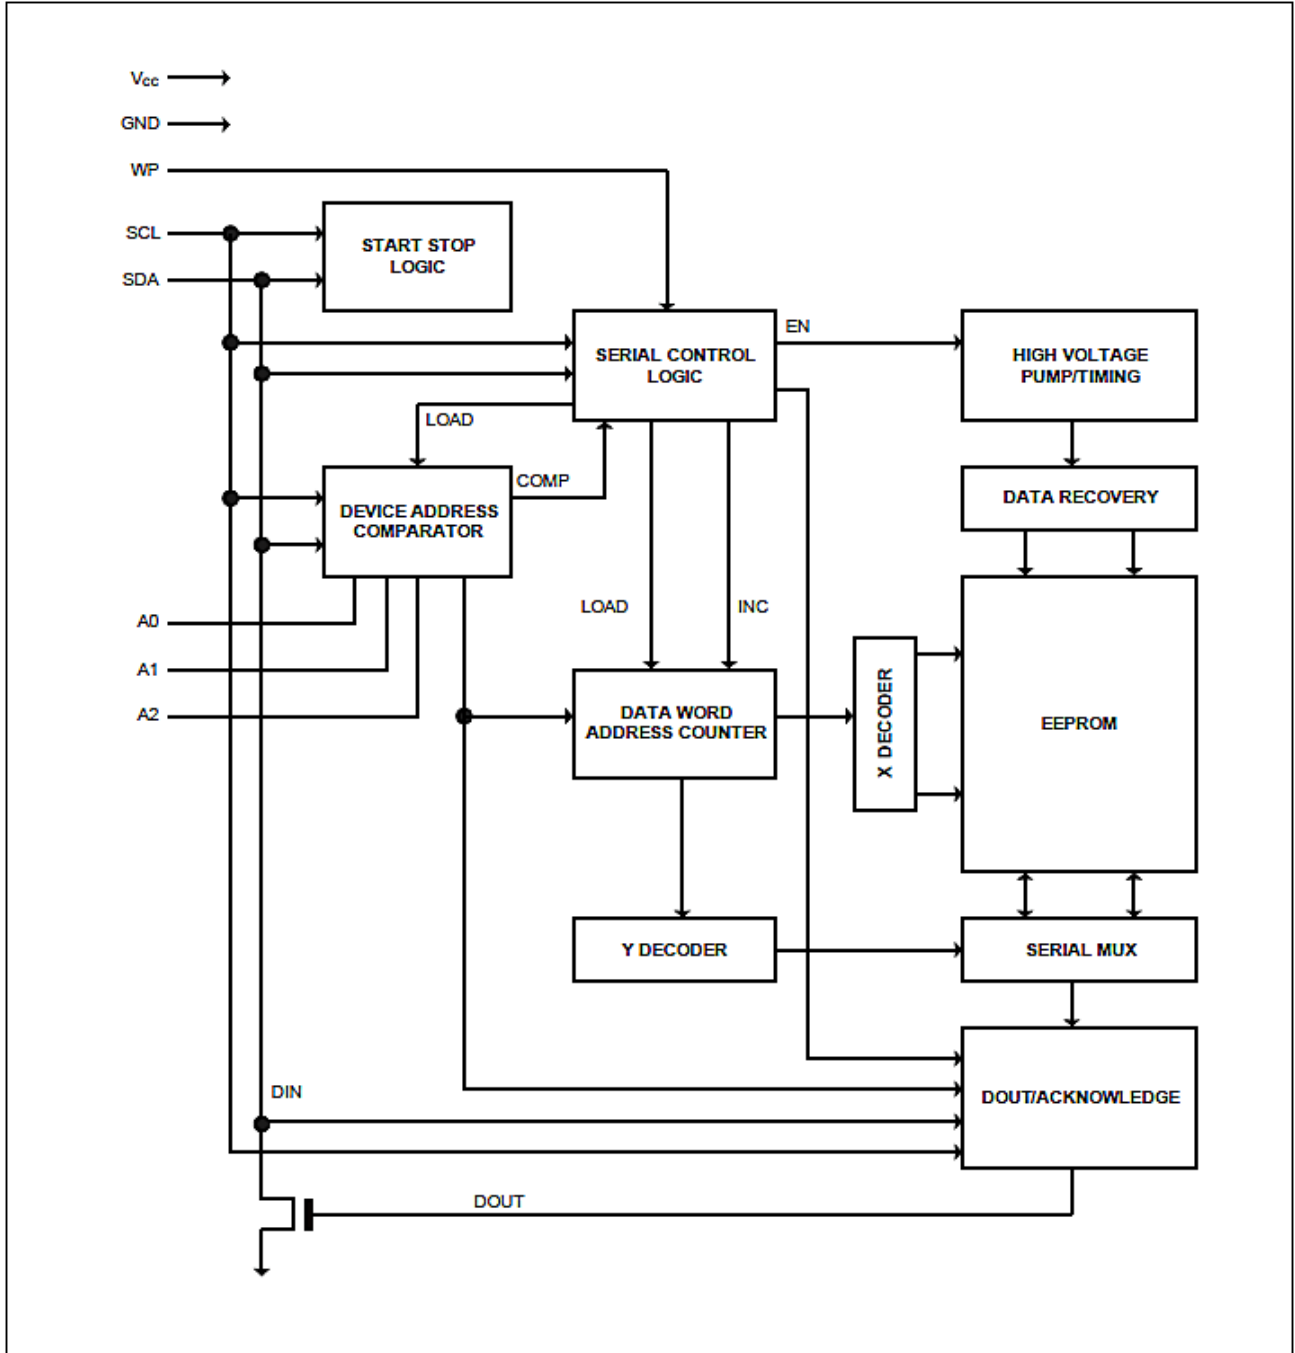 Vcc
GND
WP
SCL
SDA
START STOP
LOGIC
SERIAL CONTROL
LOGIC
EN
HIGH VOLTAGE
PUMP/TIMING
LOAD
COMP
DEVICE ADDRESS
COMPARATOR
DATA RECOVERY
A0
A1
A2
LOAD
INC
DATA WORD
ADDRESS COUNTER
X DECODER
EEPROM
Y DECODER
SERIAL MUX
DIN
DOUT/ACKNOWLEDGE
DOUT